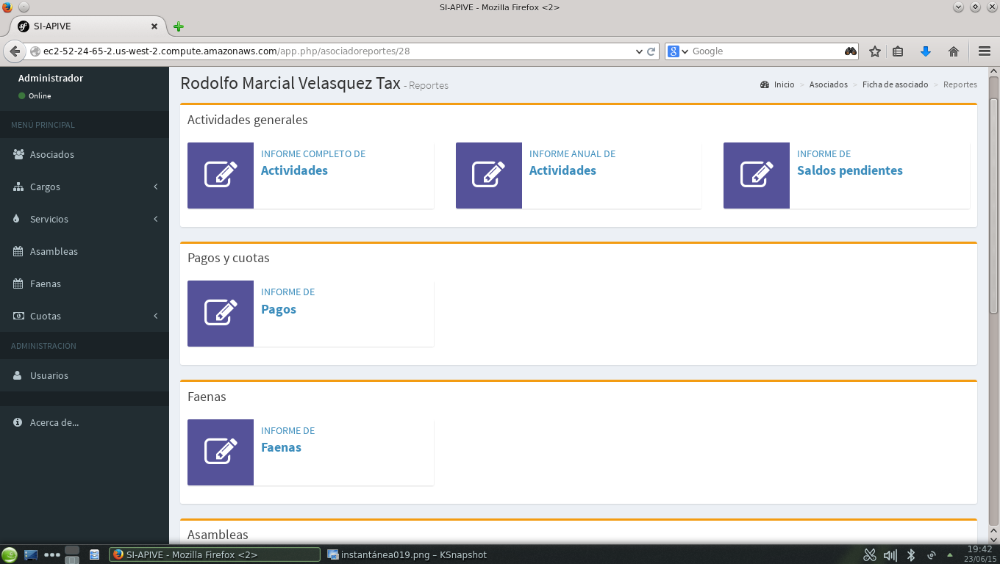 SI-APIVE - Mozilla Firefox <2>
SI-APIVE
ec2-52-24-65-2.us-west-2.compute.amazonaws.com/app.php/asociadoreportes/28
Google
Administrador
Online
MENÚ PRINCIPAL
Asociados
Cargos
Servicios
Asambleas
Faenas
Cuotas
ADMINISTRACIÓN
Usuarios
Acerca de...
Rodolfo Marcial Velasquez Tax - Reportes
Inicio > Asociados > Ficha de asociado > Reportes
Actividades generales
INFORME COMPLETO DE
Actividades
INFORME ANUAL DE
Actividades
INFORME DE
Saldos pendientes
Pagos y cuotas
INFORME DE
Pagos
Faenas
INFORME DE
Faenas
Asambleas
SI-APIVE - Mozilla Firefox <2>
instantánea019.png – KSnapshot
19:42
23/06/15